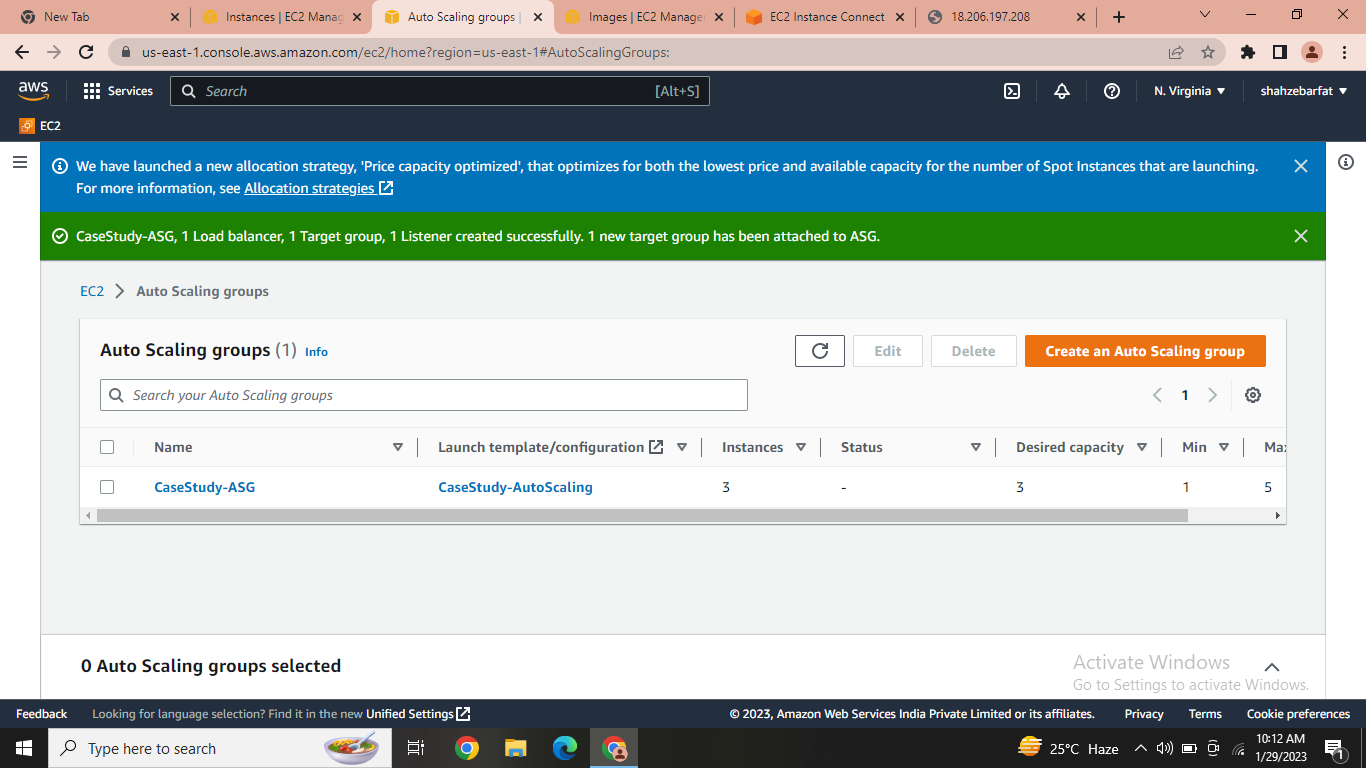 New Tab
Instances | EC2 Manag
Auto Scaling groups |
Images | EC2 Manager
EC2 Instance Connect
18.206.197.208
us-east-1.console.aws.amazon.com/ec2/home?region=us-east-1#AutoScalingGroups:
aws
Services
Search
[Alt+S]
N. Virginia
shahzebarfat
EC2
We have launched a new allocation strategy, 'Price capacity optimized', that optimizes for both the lowest price and available capacity for the number of Spot Instances that are launching.
For more information, see Allocation strategies
CaseStudy-ASG, 1 Load balancer, 1 Target group, 1 Listener created successfully. 1 new target group has been attached to ASG.
EC2 > Auto Scaling groups
Auto Scaling groups (1) Info
Edit
Delete
Create an Auto Scaling group
Search your Auto Scaling groups
1
Name Launch template/configuration Instances Status Desired capacity Min Max
CaseStudy-ASG CaseStudy-AutoScaling 3 - 3 1 5
0 Auto Scaling groups selected
Activate Windows
Go to Settings to activate Windows.
Feedback Looking for language selection? Find it in the new Unified Settings © 2023, Amazon Web Services India Private Limited or its affiliates. Privacy Terms Cookie preferences
Type here to search
25°C Haze
10:12 AM
1/29/2023
1